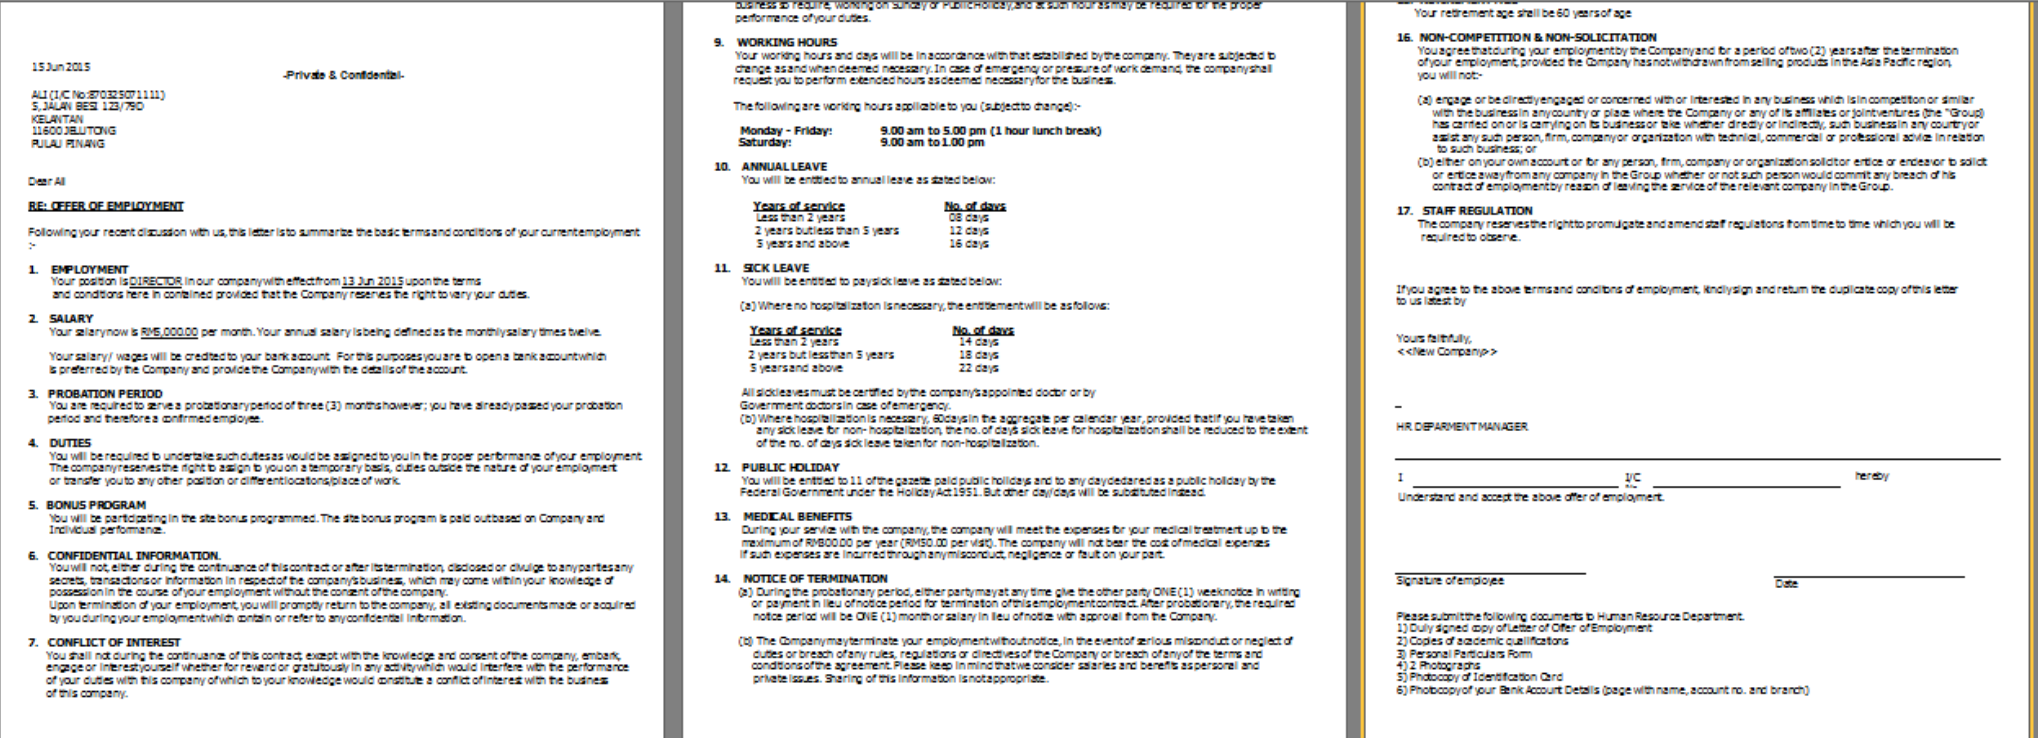 15 Jun 2015
-Private & Confidential-
ALI (I/C No:870325071111)
5, JALAN BESI 123/79D
KELANTAN
11600 JELUTONG
PULAU PINANG
Dear Ali
RE: OFFER OF EMPLOYMENT
Following your recent discussion with us, this letter is to summarize the basic terms and conditions of your current employment
:-
1. EMPLOYMENT
Your position is DIRECTOR in our company with effect from 13 Jun 2015 upon the terms
and conditions here in contained provided that the Company reserves the right to vary your duties.
2. SALARY
Your salary now is RM5,000.00 per month. Your annual salary is being defined as the monthly salary times twelve.
Your salary/ wages will be credited to your bank account. For this purposes you are to open a bank account which
is preferred by the Company and provide the Company with the details of the account.
3. PROBATION PERIOD
You are required to serve a probationary period of three (3) months however; you have already passed your probation
period and therefore a confirmed employee.
4. DUTIES
You will be required to undertake such duties as would be assigned to you in the proper performance of your employment
The company reserves the right to assign to you on a temporary basis, duties outside the nature of your employment
or transfer you to any other position or different locations/place of work.
5. BONUS PROGRAM
You will be participating in the site bonus programmed. The site bonus program is paid out based on Company and
Individual performance.
6. CONFIDENTIAL INFORMATION.
You will not, either during the continuance of this contract or after its termination, disclosed or divulge to any parties any
secrets, transactions or information in respect of the company's business, which may come within your knowledge of
possession in the course of your employment without the consent of the company.
Upon termination of your employment, you will promptly return to the company, all existing documents made or acquired
by you during your employment which contain or refer to any confidential information.
7. CONFLICT OF INTEREST
You shall not during the continuance of this contract, except with the knowledge and consent of the company, embark,
engage or interest yourself whether for reward or gratuitously in any activity which would interfere with the performance
of your duties with this company of which to your knowledge would constitute a conflict of interest with the business
of this company.
business so require, working on Sunday or Public Holiday, and at such hour as may be required for the proper
performance of your duties.
9. WORKING HOURS
Your working hours and days will be in accordance with that established by the company. They are subjected to
change as and when deemed necessary. In case of emergency or pressure of work demand, the company shall
request you to perform extended hours as deemed necessary for the business.
The following are working hours applicable to you (subject to change):-
Monday - Friday: 9.00 am to 5.00 pm (1 hour lunch break)
Saturday: 9.00 am to 1.00 pm
10. ANNUAL LEAVE
You will be entitled to annual leave as stated below:
Years of service No. of days
Less than 2 years 08 days
2 years but less than 5 years 12 days
5 years and above 16 days
11. SICK LEAVE
You will be entitled to pay sick leave as stated below:
(a) Where no hospitalization is necessary, the entitlement will be as follows:
Years of service No. of days
Less than 2 years 14 days
2 years but less than 5 years 18 days
5 years and above 22 days
All sick leaves must be certified by the company's appointed doctor or by
Government doctors in case of emergency.
(b) Where hospitalization is necessary, 60days in the aggregate per calendar year, provided that if you have taken
any sick leave for non- hospitalization, the no. of days sick leave for hospitalization shall be reduced to the extent
of the no. of days sick leave taken for non-hospitalization.
12. PUBLIC HOLIDAY
You will be entitled to 11 of the gazette paid public holidays and to any day declared as a public holiday by the
Federal Government under the Holiday Act 1951. But other day/days will be substituted instead.
13. MEDICAL BENEFITS
During your service with the company, the company will meet the expenses for your medical treatment up to the
maximum of RM300.00 per year (RM50.00 per visit). The company will not bear the cost of medical expenses
if such expenses are incurred through any misconduct, negligence or fault on your part.
14. NOTICE OF TERMINATION
(a) During the probationary period, either party may at any time give the other party ONE (1) week notice in writing
or payment in lieu of notice period for termination of this employment contract. After probationary, the required
notice period will be ONE (1) month or salary in lieu of notice with approval from the Company.
(b) The Company may terminate your employment without notice, in the event of serious misconduct or neglect of
duties or breach of any rules, regulations or directives of the Company or breach of any of the terms and
conditions of the agreement. Please keep in mind that we consider salaries and benefits as personal and
private issues. Sharing of this information is not appropriate.
Your retirement age shall be 60 years of age
16. NON-COMPETITION & NON-SOLICITATION
You agree that during your employment by the Company and for a period of two (2) years after the termination
of your employment, provided the Company has not withdrawn from selling products in the Asia Pacific region,
you will not:-
(a) engage or be directly engaged or concerned with or interested in any business which is in competition or similar
with the business in any country or place where the Company or any of its affiliates or joint ventures (the "Group)
has carried on or is carrying on its business or take whether directly or indirectly, such business in any country or
assist any such person, firm, company or organization with technical, commercial or professional advice in relation
to such business; or
(b) either on your own account or for any person, firm, company or organization solicit or entice or endeavor to solicit
or entice away from any company in the Group whether or not such person would commit any breach of his
contract of employment by reason of leaving the service of the relevant company in the Group.
17. STAFF REGULATION
The company reserves the right to promulgate and amend staff regulations from time to time which you will be
required to observe.
If you agree to the above terms and conditons of employment, kindly sign and return the duplicate copy of this letter
to us latest by
Yours faithfully,
<<New Company>>
HR DEPARMENT MANAGER
I I/C hereby
Understand and accept the above offer of employment.
Signature of employee
Date
Please submit the following documents to Human Resource Department.
1) Duly signed copy of Letter of Offer of Employment
2) Copies of academic qualifications
3) Personal Particulars Form
4) 2 Photographs
5) Photocopy of Identification Card
6) Photocopy of your Bank Account Details (page with name, account no. and branch)